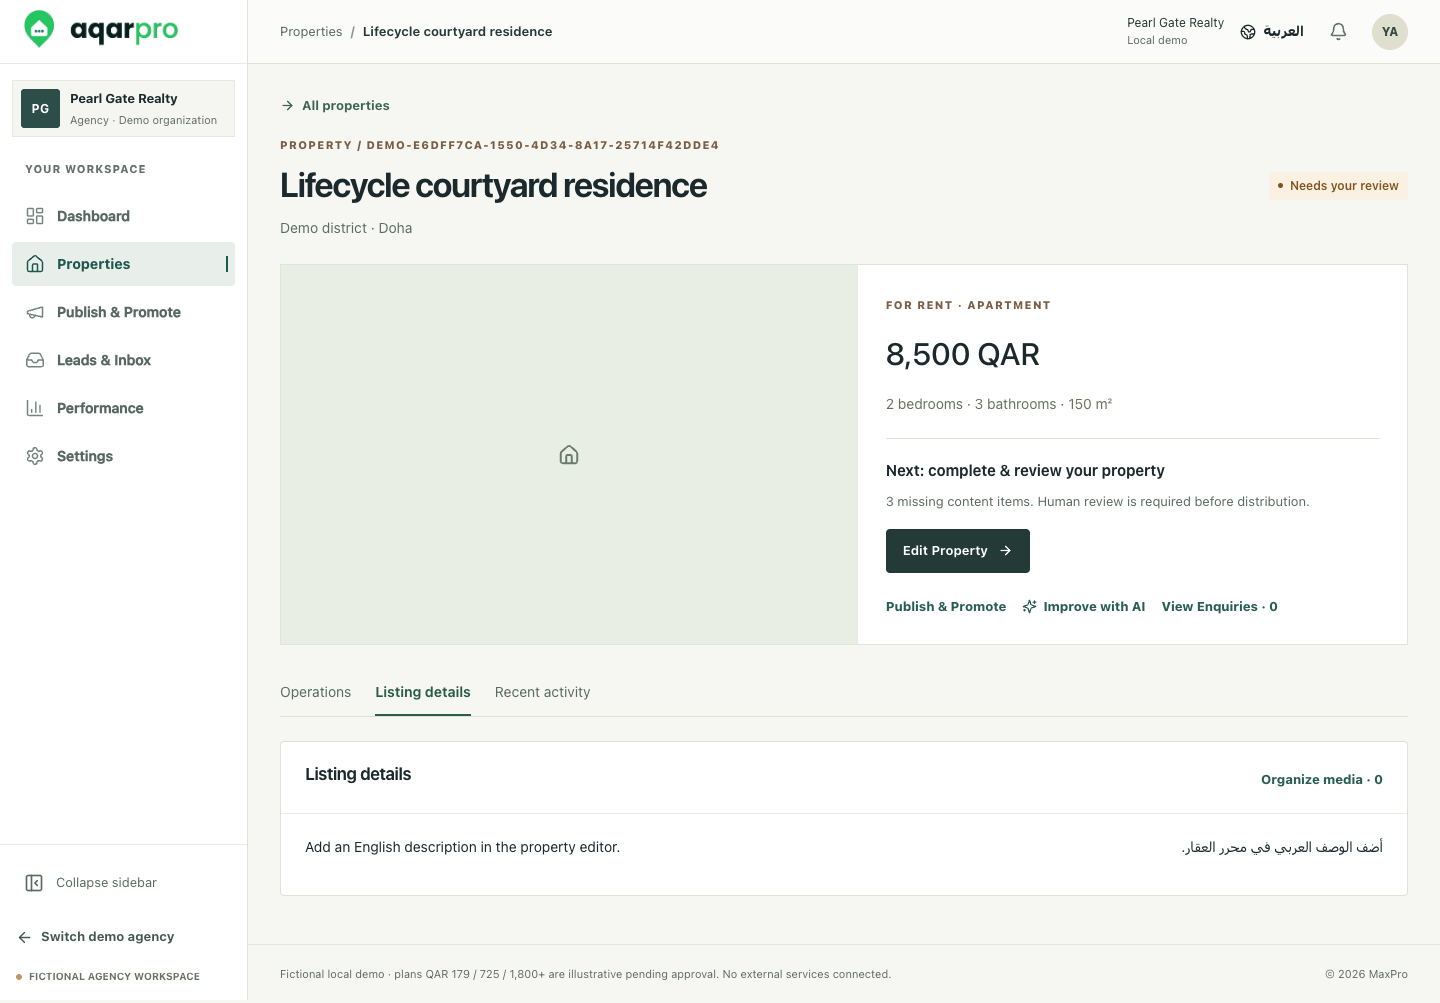 aqarpro
Properties / Lifecycle courtyard residence
Pearl Gate Realty
Local demo
العربية
YA
PG
Pearl Gate Realty
Agency · Demo organization
YOUR WORKSPACE
Dashboard
Properties
Publish & Promote
Leads & Inbox
Performance
Settings
Collapse sidebar
Switch demo agency
FICTIONAL AGENCY WORKSPACE
All properties
PROPERTY / DEMO-E6DFF7CA-1550-4D34-8A17-25714F42DDE4
Lifecycle courtyard residence
Needs your review
Demo district · Doha
FOR RENT · APARTMENT
8,500 QAR
2 bedrooms · 3 bathrooms · 150 m²
Next: complete & review your property
3 missing content items. Human review is required before distribution.
Edit Property
Publish & Promote Improve with AI View Enquiries · 0
Operations Listing details Recent activity
Listing details
Organize media · 0
Add an English description in the property editor.
أضف الوصف العربي في محرر العقار.
Fictional local demo · plans QAR 179 / 725 / 1,800+ are illustrative pending approval. No external services connected.
© 2026 MaxPro